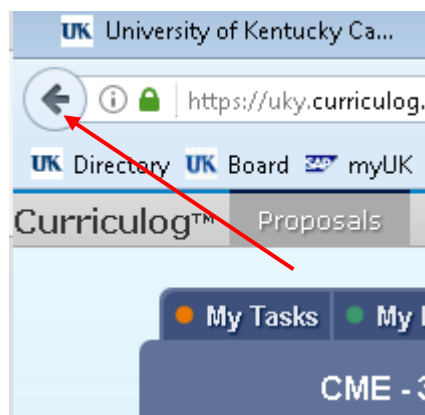 UK University of Kentucky Ca...
https://uky.curriculog.
UK Directory UK Board SAP myUK
Curriculog™ Proposals
My Tasks My
CME - 3